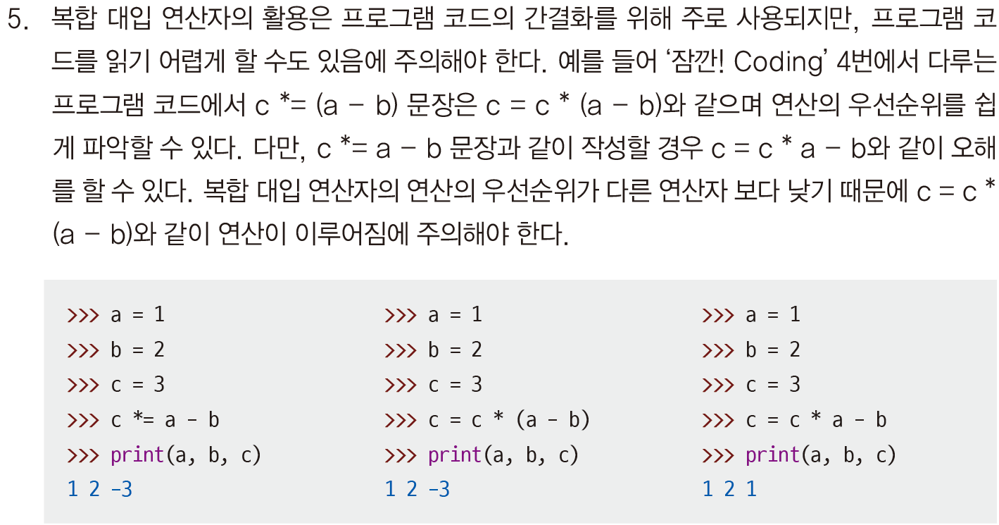 5. 복합 대입 연산자의 활용은 프로그램 코드의 간결화를 위해 주로 사용되지만, 프로그램 코
드를 읽기 어렵게 할 수도 있음에 주의해야 한다. 예를 들어 ‘잠깐! Coding’ 4번에서 다루는
프로그램 코드에서 c *= (a − b) 문장은 c = c * (a − b)와 같으며 연산의 우선순위를 쉽
게 파악할 수 있다. 다만, c *= a − b 문장과 같이 작성할 경우 c = c * a − b와 같이 오해
를 할 수 있다. 복합 대입 연산자의 연산의 우선순위가 다른 연산자 보다 낮기 때문에 c = c *
(a − b)와 같이 연산이 이루어짐에 주의해야 한다.
>>> a = 1
>>> b = 2
>>> c = 3
>>> c *= a - b
>>> print(a, b, c)
1 2 -3
>>> a = 1
>>> b = 2
>>> c = 3
>>> c = c * (a - b)
>>> print(a, b, c)
1 2 -3
>>> a = 1
>>> b = 2
>>> c = 3
>>> c = c * a - b
>>> print(a, b, c)
1 2 1